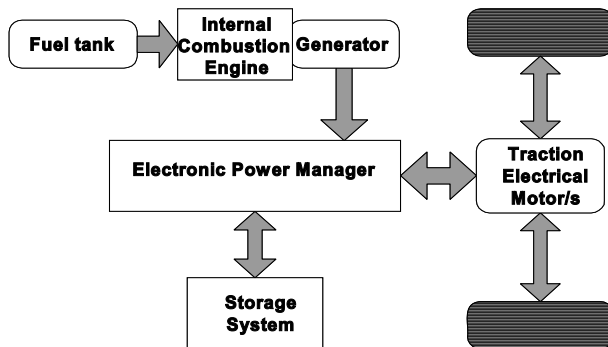 Fuel tank
Internal
Combustion
Engine
Generator
Electronic Power Manager
Traction
Electrical
Motor/s
Storage
System